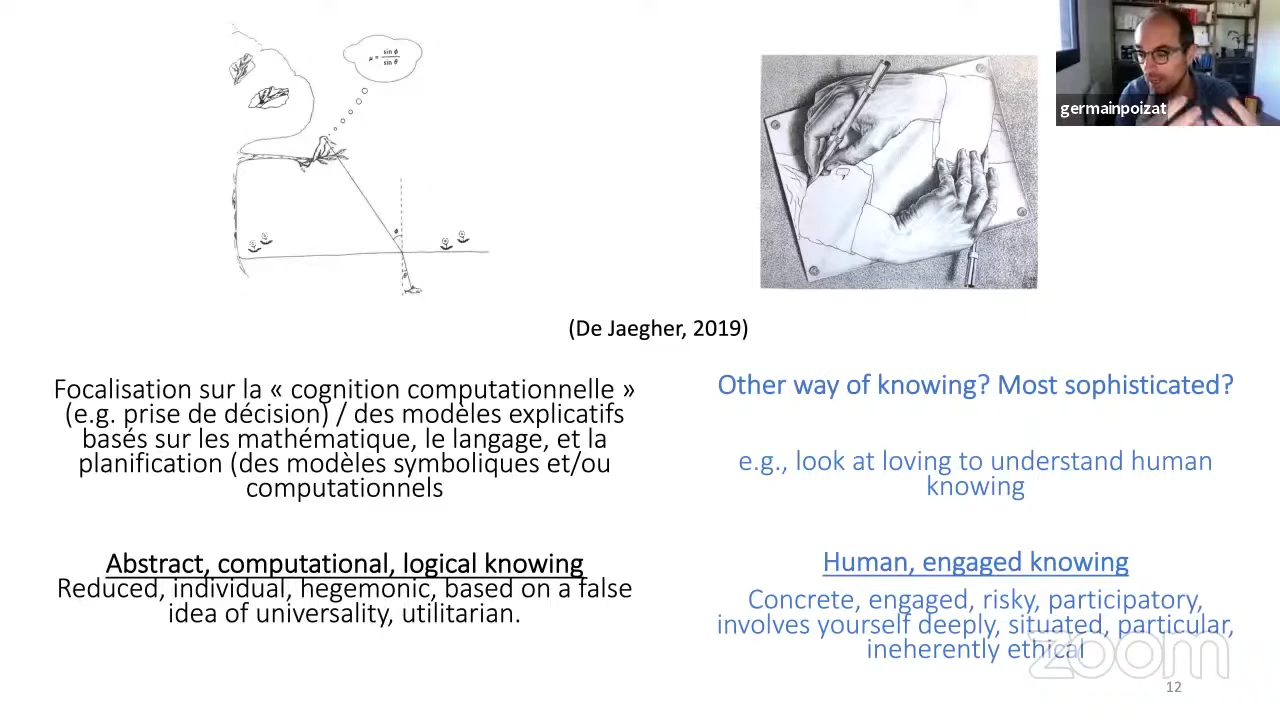 μ = sin ϕ / sin θ
germainpoizat
(De Jaegher, 2019)
Focalisation sur la « cognition computationnelle »
(e.g. prise de décision) / des modèles explicatifs
basés sur les mathématique, le langage, et la
planification (des modèles symboliques et/ou
computationnels
Abstract, computational, logical knowing
Reduced, individual, hegemonic, based on a false
idea of universality, utilitarian.
Other way of knowing? Most sophisticated?
e.g., look at loving to understand human
knowing
Human, engaged knowing
Concrete, engaged, risky, participatory,
involves yourself deeply, situated, particular,
ineherently ethical
zoom
12